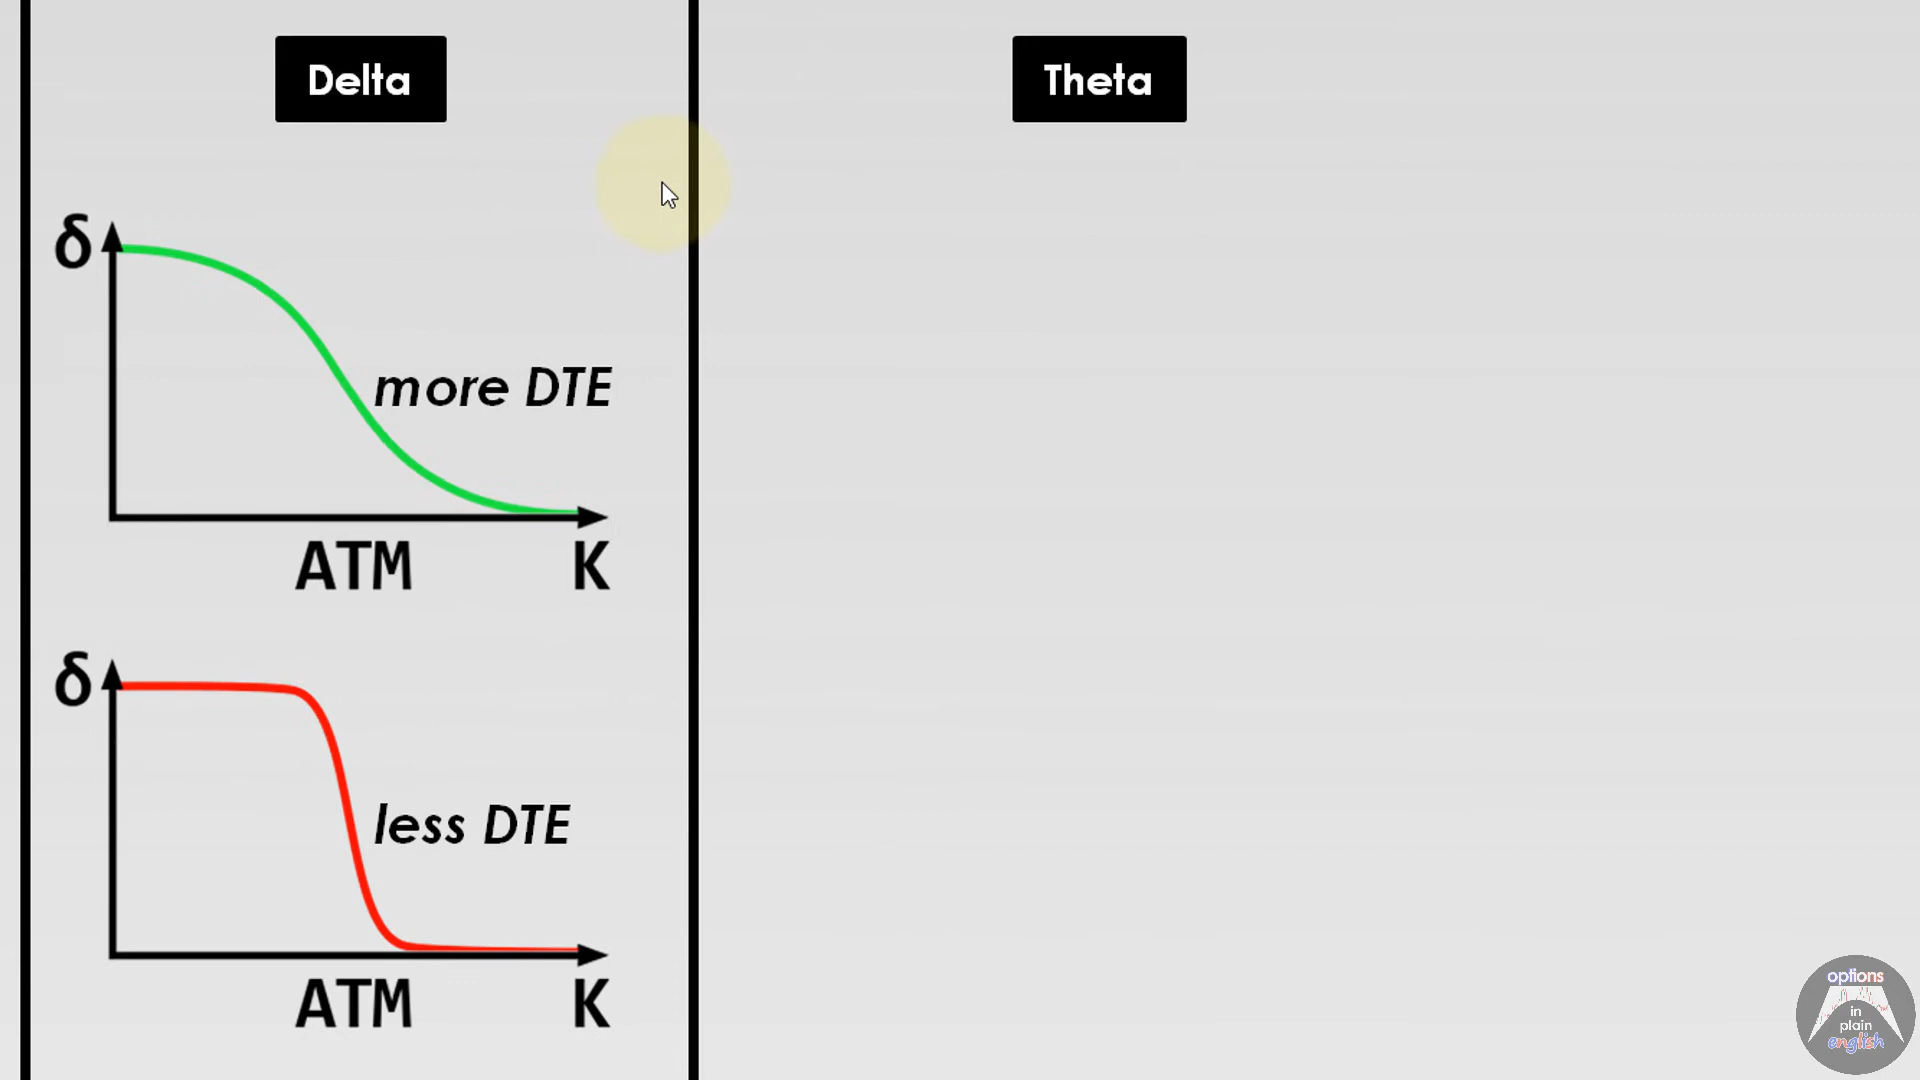 Delta
Theta
δ
more DTE
ATM K
δ
less DTE
ATM K
options
in
plain
english